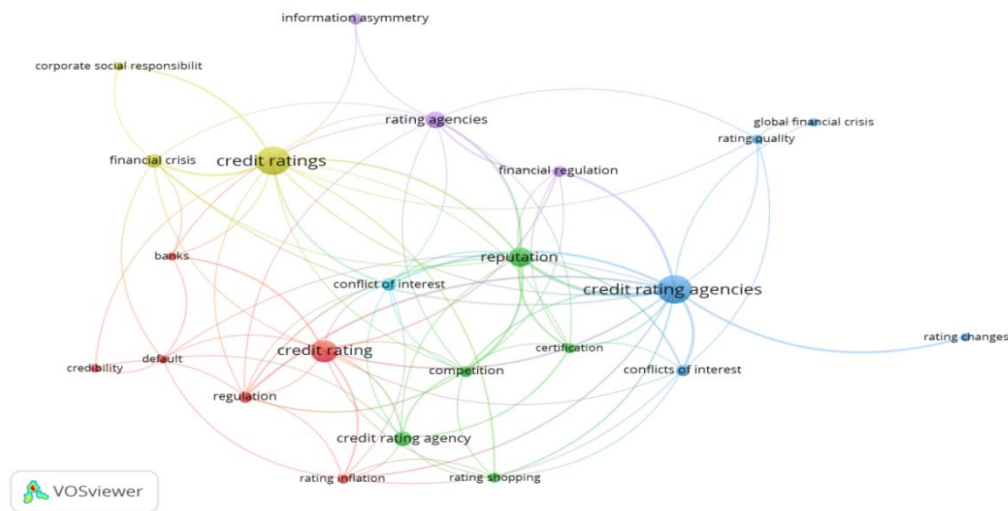 information asymmetry
corporate social responsibilit
rating agencies
global financial crisis
rating quality
financial crisis
credit ratings
financial regulation
banks
reputation
conflict of interest
credit rating agencies
rating changes
credit rating
certification
default
credibility
competition
conflicts of interest
regulation
credit rating agency
rating inflation
rating shopping
VOSviewer